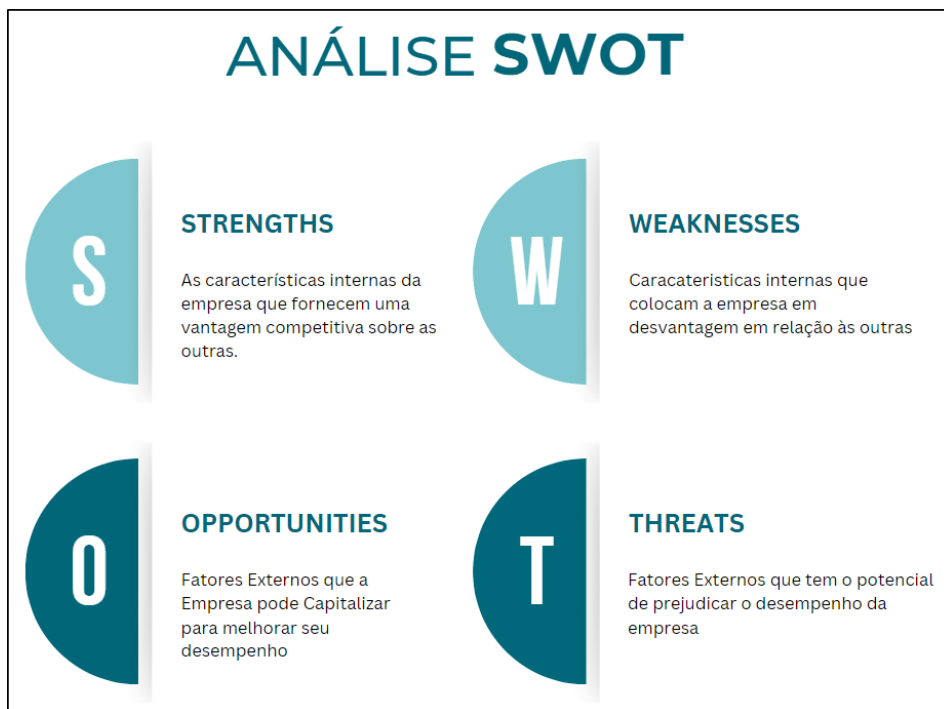 ANÁLISE SWOT
S
STRENGTHS
As característícas internas da
empresa que fornecem uma
vantagem competitiva sobre as
outras.
W
WEAKNESSES
Caracateristicas internas que
colocam a empresa em
desvantagem em relação às outras
O
OPPORTUNITIES
Fatores Externos que a
Empresa pode Capitalizar
para melhorar seu
desempenho
T
THREATS
Fatores Externos que tem o potencial
de prejudicar o desempenho da
empresa